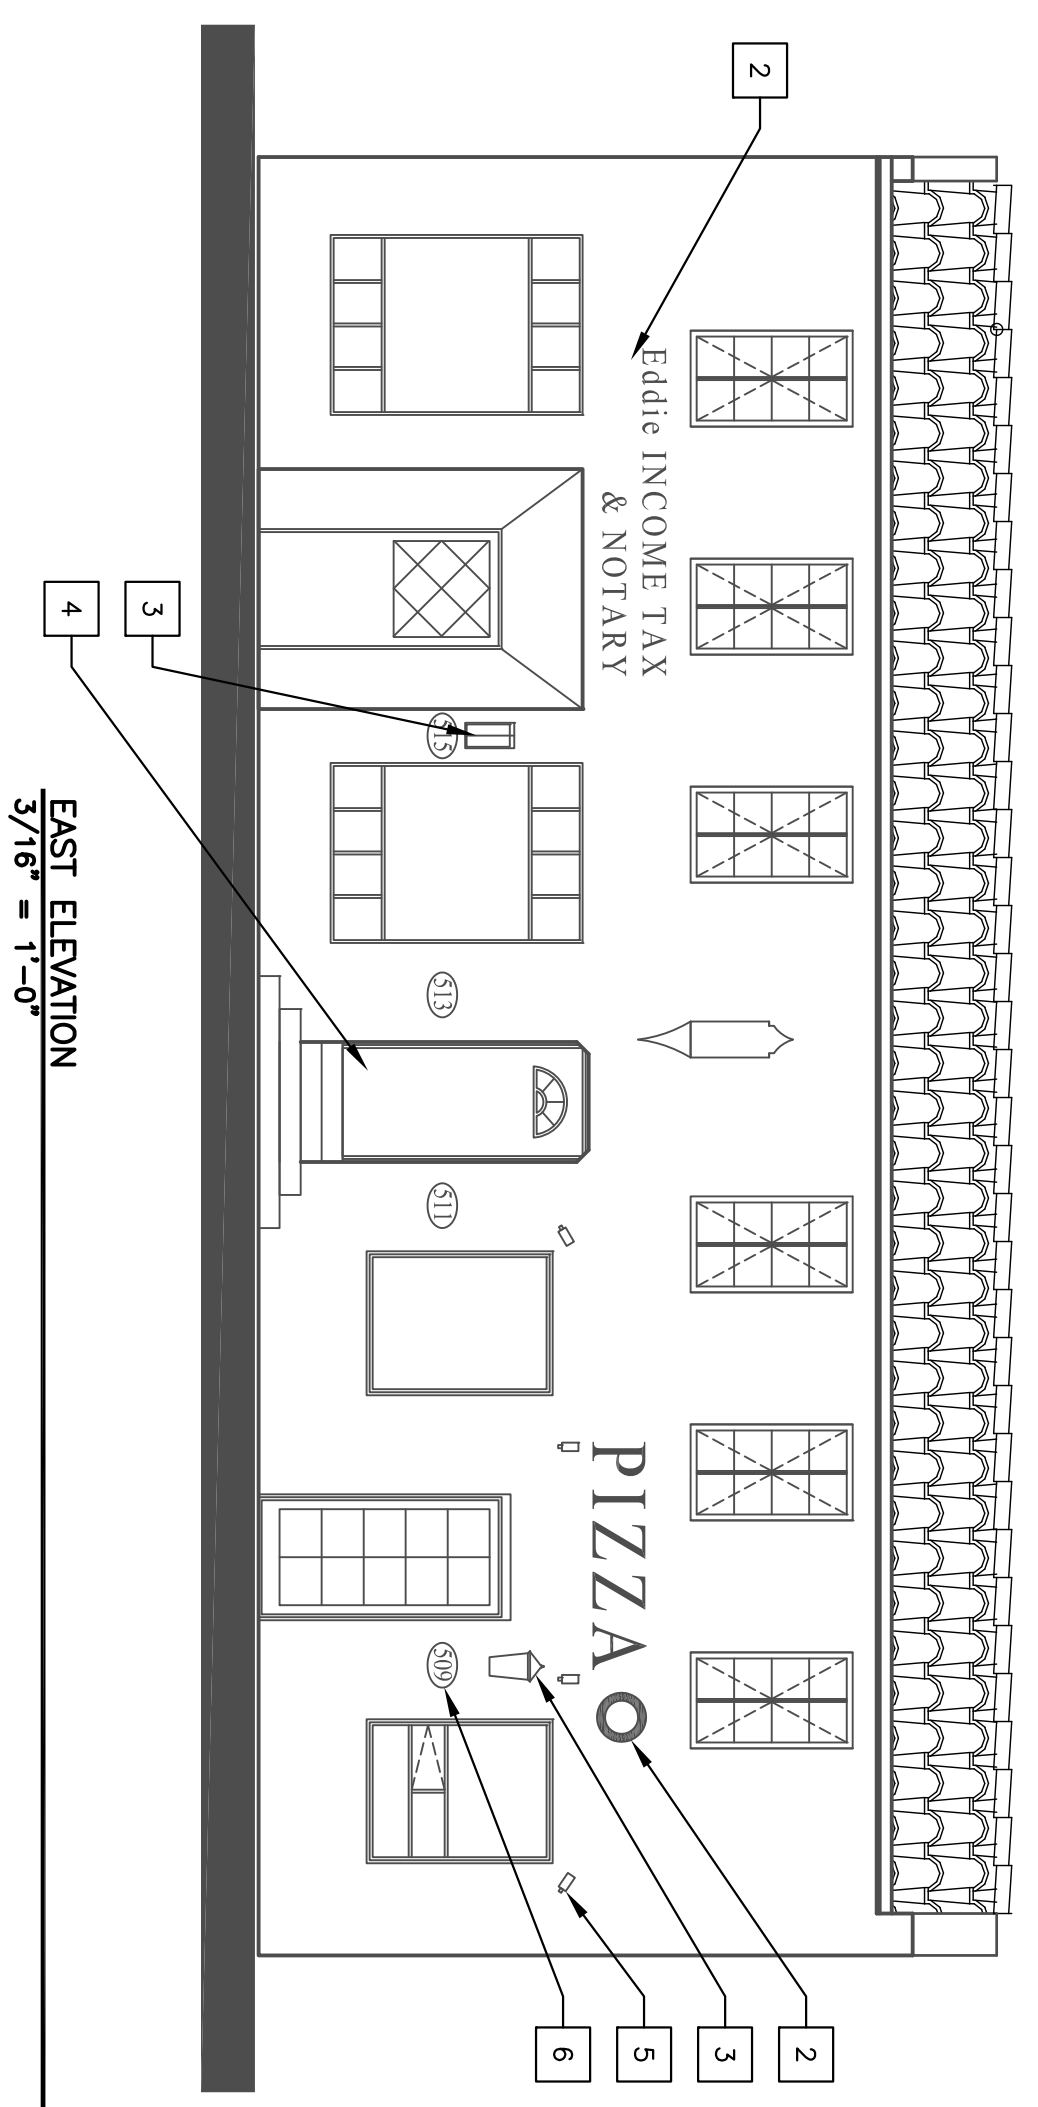 2
Eddie INCOME TAX
& NOTARY
PIZZA
515
513
511
509
3
4
2
3
5
6
EAST ELEVATION
3/16" = 1'-0"